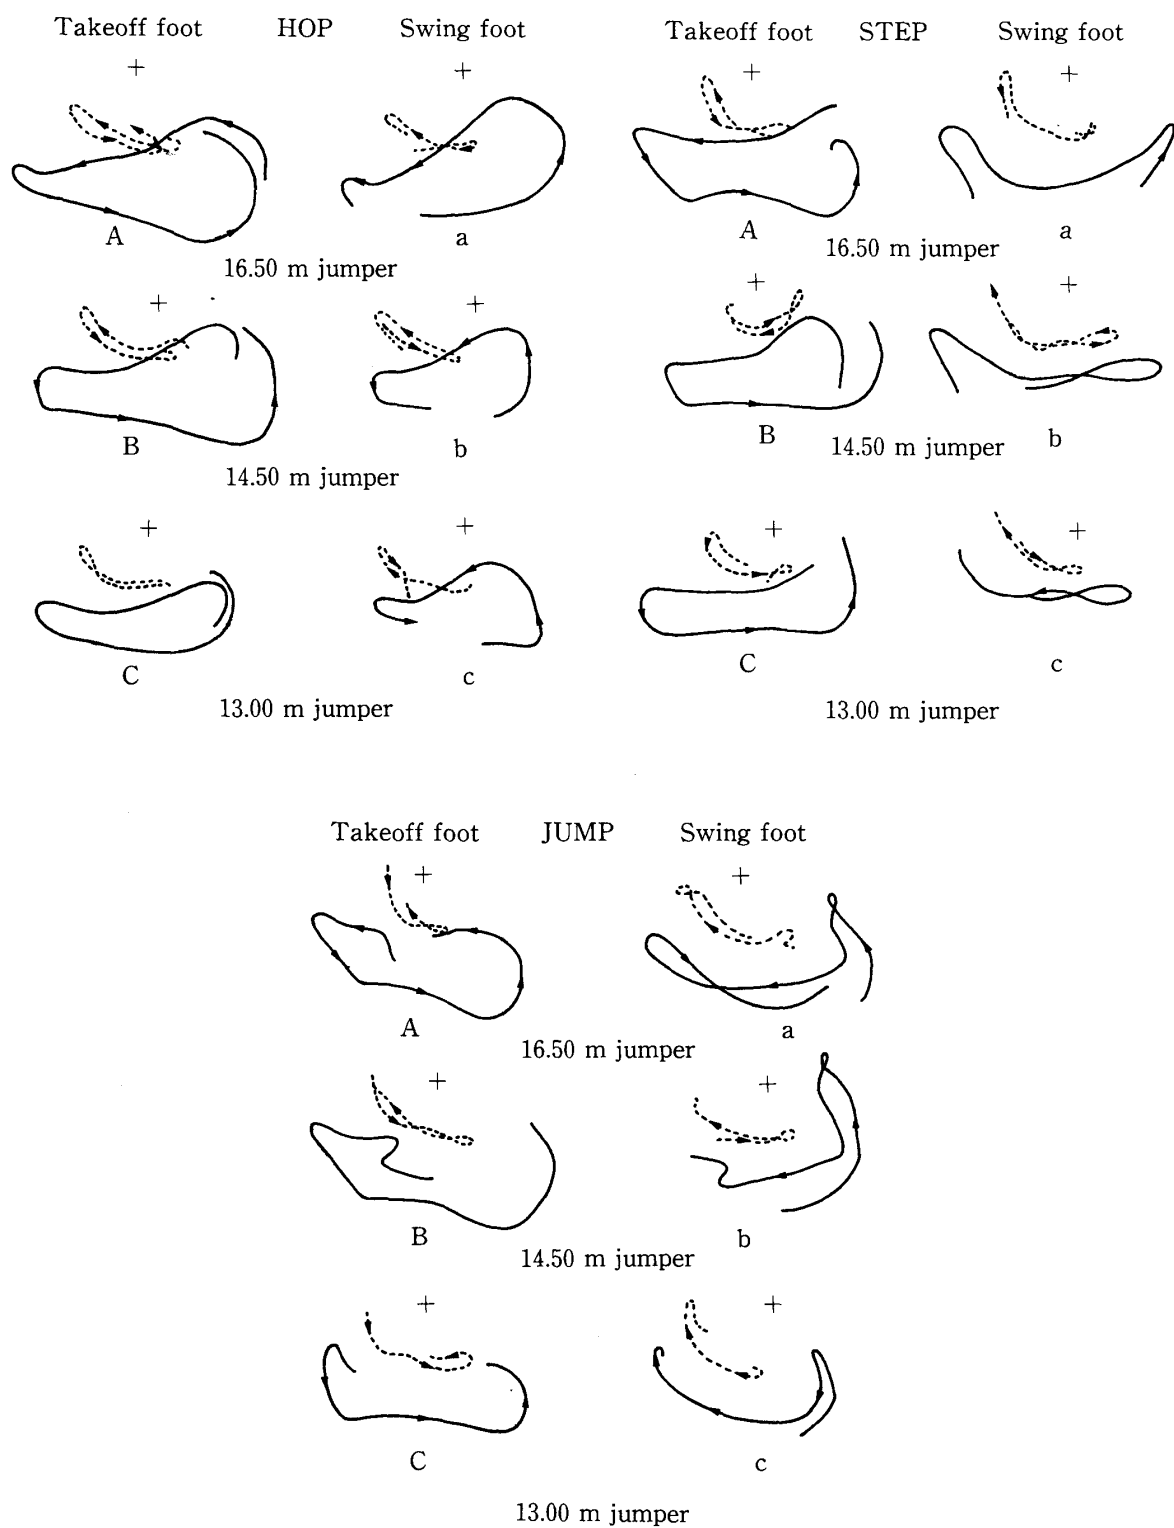 Takeoff foot HOP Swing foot
A a
16.50 m jumper
B b
14.50 m jumper
C c
13.00 m jumper
Takeoff foot STEP Swing foot
A a
16.50 m jumper
B b
14.50 m jumper
C c
13.00 m jumper
Takeoff foot JUMP Swing foot
A a
16.50 m jumper
B b
14.50 m jumper
C c
13.00 m jumper